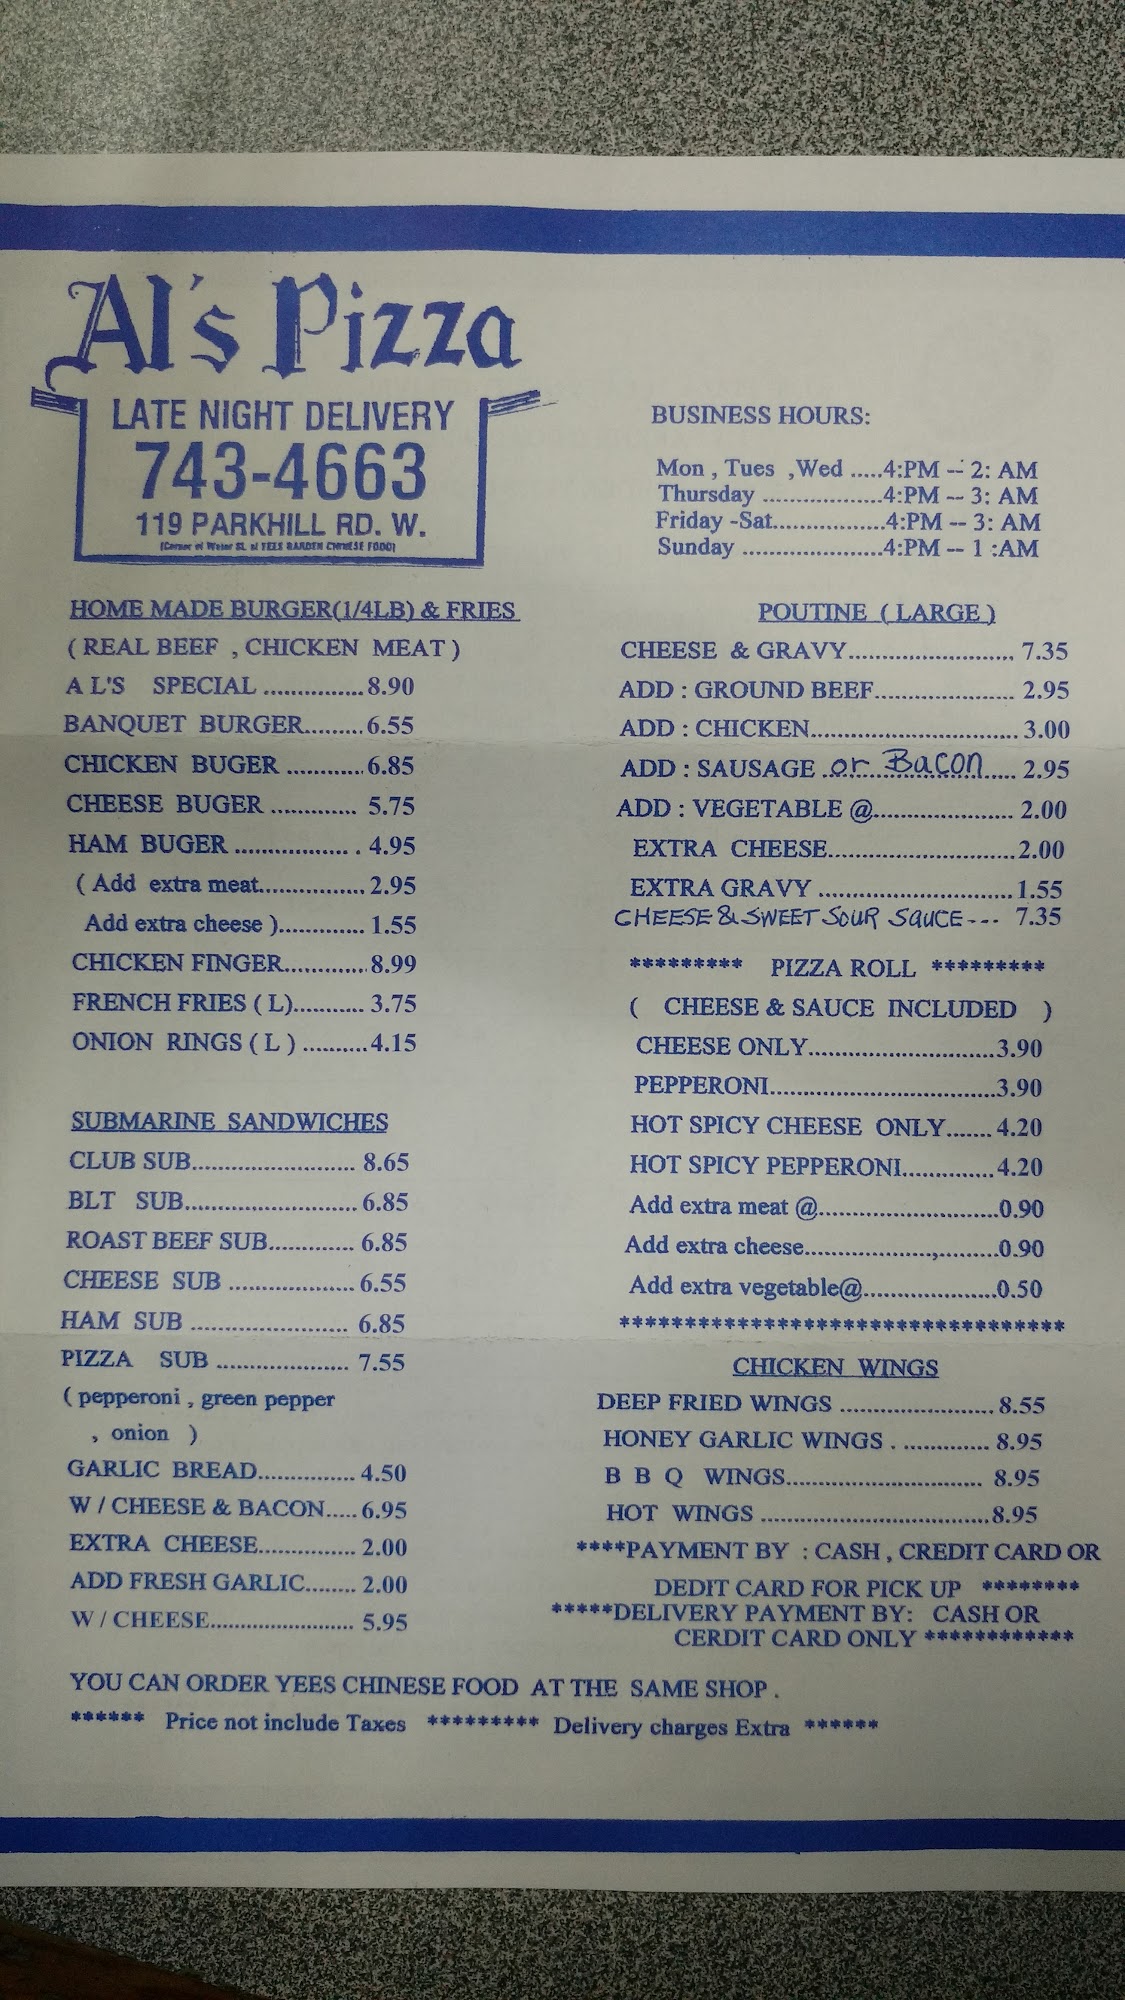 Al's Pizza
LATE NIGHT DELIVERY
743-4663
119 PARKHILL RD. W.
(Corner of Water St. at YEES GARDEN CHINESE FOOD)
BUSINESS HOURS:
Mon , Tues ,Wed .....4:PM -- 2: AM
Thursday ..................4:PM -- 3: AM
Friday -Sat.................4:PM -- 3: AM
Sunday .....................4:PM -- 1 :AM
HOME MADE BURGER(1/4LB) & FRIES
( REAL BEEF , CHICKEN MEAT )
A L'S SPECIAL ...............8.90
BANQUET BURGER.........6.55
CHICKEN BUGER ............6.85
CHEESE BUGER ............. 5.75
HAM BUGER .................. . 4.95
( Add extra meat................2.95
Add extra cheese )............. 1.55
CHICKEN FINGER.............8.99
FRENCH FRIES ( L)........... 3.75
ONION RINGS ( L ) ..........4.15
SUBMARINE SANDWICHES
CLUB SUB......................... 8.65
BLT SUB.......................... 6.85
ROAST BEEF SUB............. 6.85
CHEESE SUB ................... 6.55
HAM SUB ........................ 6.85
PIZZA SUB .................... 7.55
( pepperoni , green pepper
, onion )
GARLIC BREAD............... 4.50
W / CHEESE & BACON..... 6.95
EXTRA CHEESE............... 2.00
ADD FRESH GARLIC........ 2.00
W / CHEESE...................... 5.95
POUTINE ( LARGE )
CHEESE & GRAVY......................... 7.35
ADD : GROUND BEEF..................... 2.95
ADD : CHICKEN................................ 3.00
ADD : SAUSAGE .or Bacon..... 2.95
ADD : VEGETABLE @..................... 2.00
EXTRA CHEESE.............................2.00
EXTRA GRAVY ..............................1.55
CHEESE & SWEET SOUR SAUCE--- 7.35
********* PIZZA ROLL *********
( CHEESE & SAUCE INCLUDED )
CHEESE ONLY.............................3.90
PEPPERONI...................................3.90
HOT SPICY CHEESE ONLY....... 4.20
HOT SPICY PEPPERONI..............4.20
Add extra meat @...........................0.90
Add extra cheese....................,.........0.90
Add extra vegetable@....................0.50
**********************************
CHICKEN WINGS
DEEP FRIED WINGS ........................ 8.55
HONEY GARLIC WINGS . ............. 8.95
B B Q WINGS.............................. 8.95
HOT WINGS ...................................8.95
****PAYMENT BY : CASH , CREDIT CARD OR
DEDIT CARD FOR PICK UP ********
*****DELIVERY PAYMENT BY: CASH OR
CERDIT CARD ONLY ************
YOU CAN ORDER YEES CHINESE FOOD AT THE SAME SHOP .
****** Price not include Taxes ********* Delivery charges Extra ******